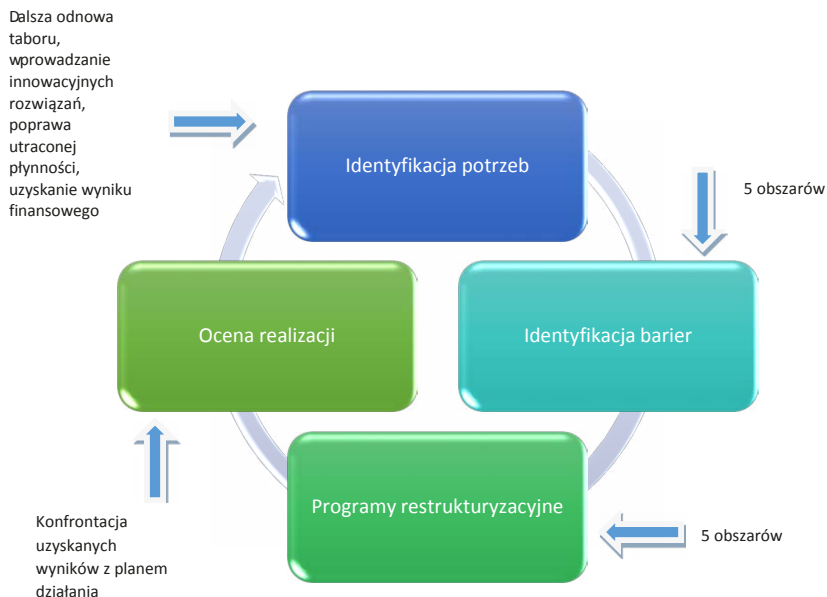 Dalsza odnowa
taboru,
wprowadzanie
innowacyjnych
rozwiązań,
poprawa
utraconej
płynności,
uzyskanie wyniku
finansowego
Identyfikacja potrzeb
5 obszarów
Ocena realizacji
Identyfikacja barier
Programy restrukturyzacyjne
5 obszarów
Konfrontacja
uzyskanych
wyników z planem
działania